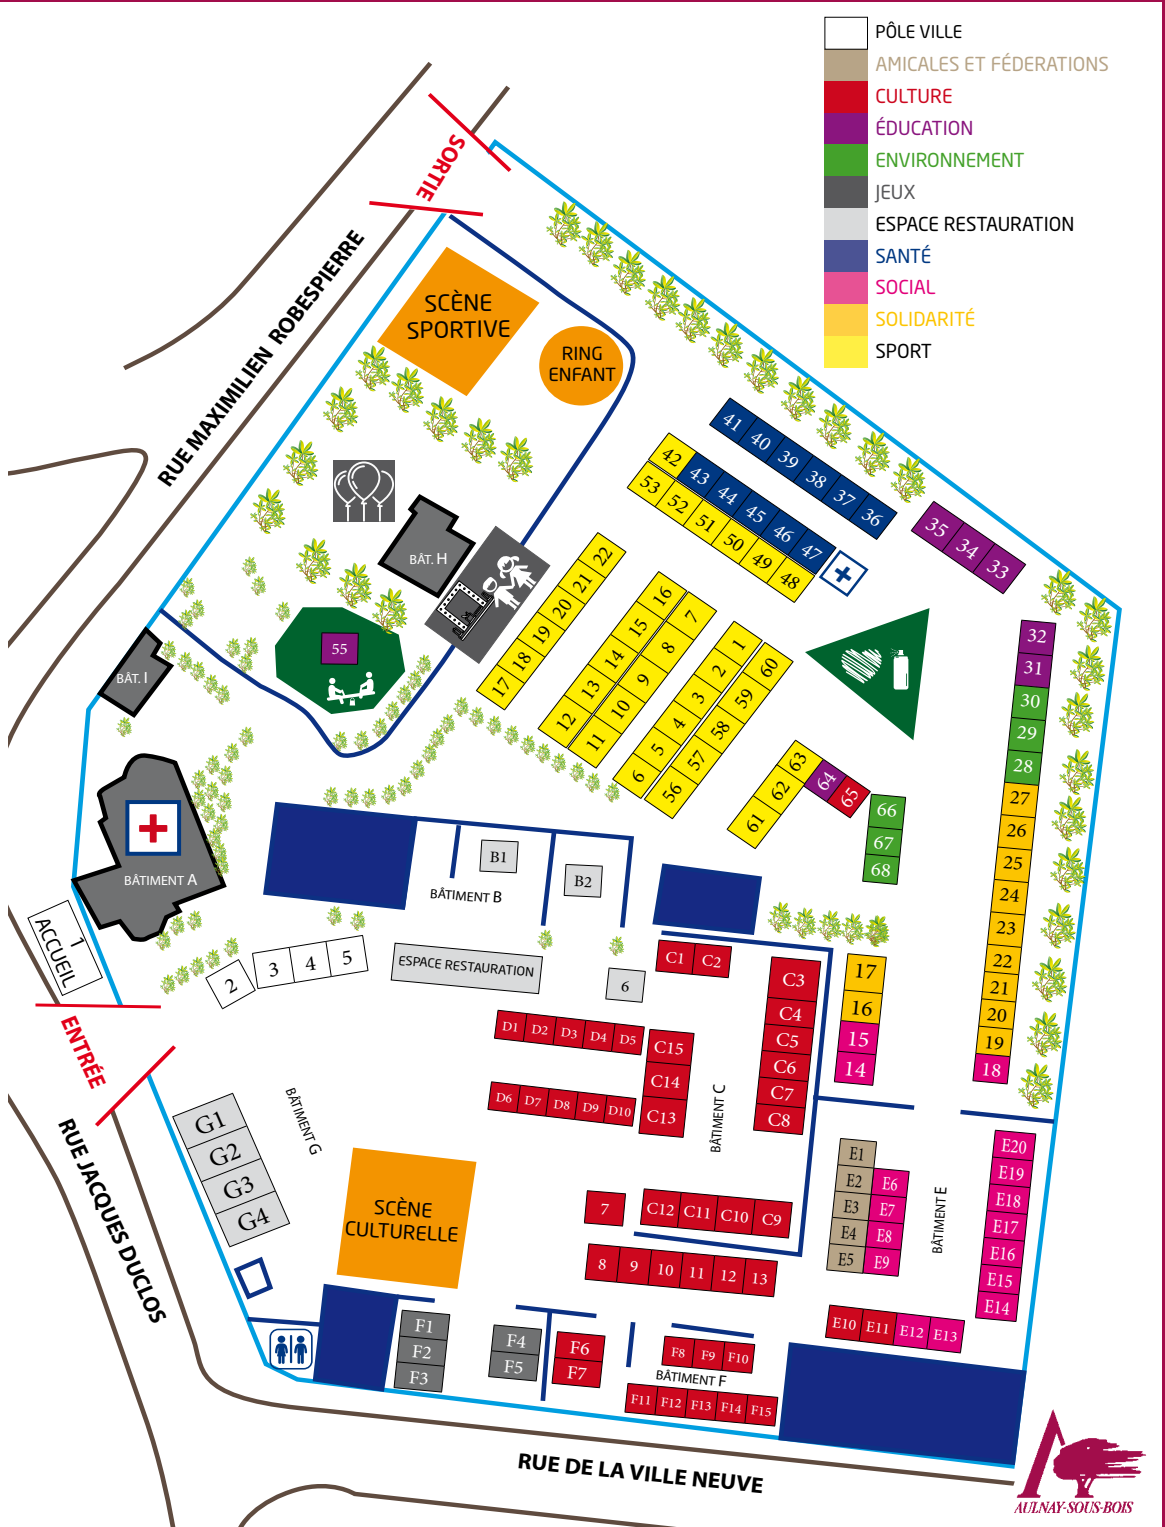 PÔLE VILLE
AMICALES ET FÉDERATIONS
CULTURE
ÉDUCATION
ENVIRONNEMENT
JEUX
ESPACE RESTAURATION
SANTÉ
SOCIAL
SOLIDARITÉ
SPORT
SORTIE
RUE MAXIMILIEN ROBESPIERRE
SCÈNE
SPORTIVE
RING
ENFANT
41 40 39 38 37 36
42 43 44 45 46 47
53 52 51 50 49 48
35 34 33
BÂT. H
22
21
20
19
18
17
16
15
14
13
12
7
8
9
10
11
1
2
3
4
5
6
60
59
58
57
56
55
BÂT. I
32
31
30
29
28
27
26
25
24
23
22
21
20
19
18
63
62
61
64
65
66
67
68
BÂTIMENT A
B1
B2
BÂTIMENT B
1
ACCUEIL
2 3 4 5
ESPACE RESTAURATION
6
ENTRÉE
C1 C2
C3
C4
C5
C6
C7
C8
17
16
15
14
D1 D2 D3 D4 D5
C15
C14
C13
D6 D7 D8 D9 D10
BÂTIMENT C
G1
G2
G3
G4
BÂTIMENT G
RUE JACQUES DUCLOS
SCÈNE
CULTURELLE
7
C12 C11 C10 C9
8 9 10 11 12 13
E1
E2
E3
E4
E5
E6
E7
E8
E9
BÂTIMENT E
E20
E19
E18
E17
E16
E15
E14
E10 E11 E12 E13
F1
F2
F3
F4
F5
F6
F7
F8 F9 F10
BÂTIMENT F
F11 F12 F13 F14 F15
RUE DE LA VILLE NEUVE
AULNAY-SOUS-BOIS